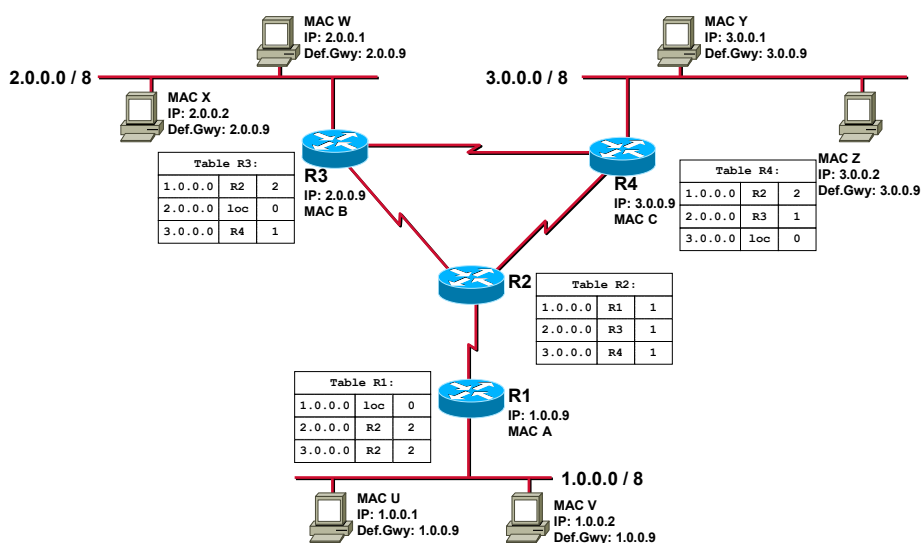 MAC W
IP: 2.0.0.1
Def.Gwy: 2.0.0.9
MAC Y
IP: 3.0.0.1
Def.Gwy: 3.0.0.9
2.0.0.0 / 8
3.0.0.0 / 8
MAC X
IP: 2.0.0.2
Def.Gwy: 2.0.0.9
MAC Z
IP: 3.0.0.2
Def.Gwy: 3.0.0.9
Table R3:
1.0.0.0 R2 2
2.0.0.0 loc 0
3.0.0.0 R4 1
R3
IP: 2.0.0.9
MAC B
R4
IP: 3.0.0.9
MAC C
Table R4:
1.0.0.0 R2 2
2.0.0.0 R3 1
3.0.0.0 loc 0
R2
Table R2:
1.0.0.0 R1 1
2.0.0.0 R3 1
3.0.0.0 R4 1
Table R1:
1.0.0.0 loc 0
2.0.0.0 R2 2
3.0.0.0 R2 2
R1
IP: 1.0.0.9
MAC A
1.0.0.0 / 8
MAC U
IP: 1.0.0.1
Def.Gwy: 1.0.0.9
MAC V
IP: 1.0.0.2
Def.Gwy: 1.0.0.9